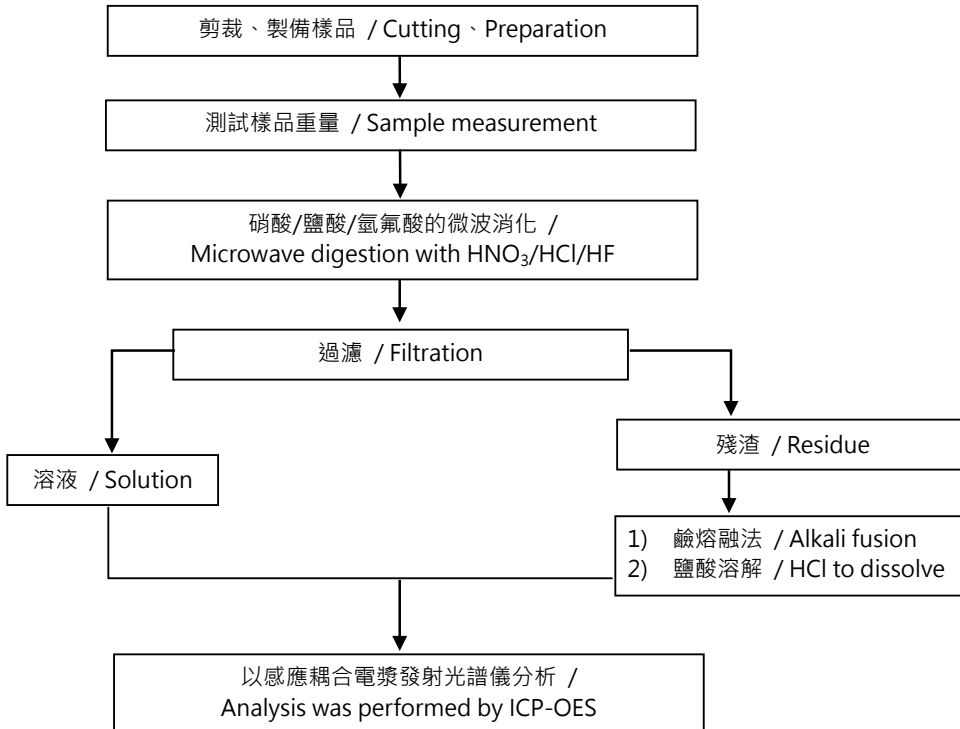 剪裁、製備樣品 / Cutting、Preparation
測試樣品重量 / Sample measurement
硝酸/鹽酸/氫氟酸的微波消化 /
Microwave digestion with HNO₃/HCl/HF
過濾 / Filtration
溶液 / Solution
殘渣 / Residue
1) 鹼熔融法 / Alkali fusion
2) 鹽酸溶解 / HCl to dissolve
以感應耦合電漿發射光譜儀分析 /
Analysis was performed by ICP-OES